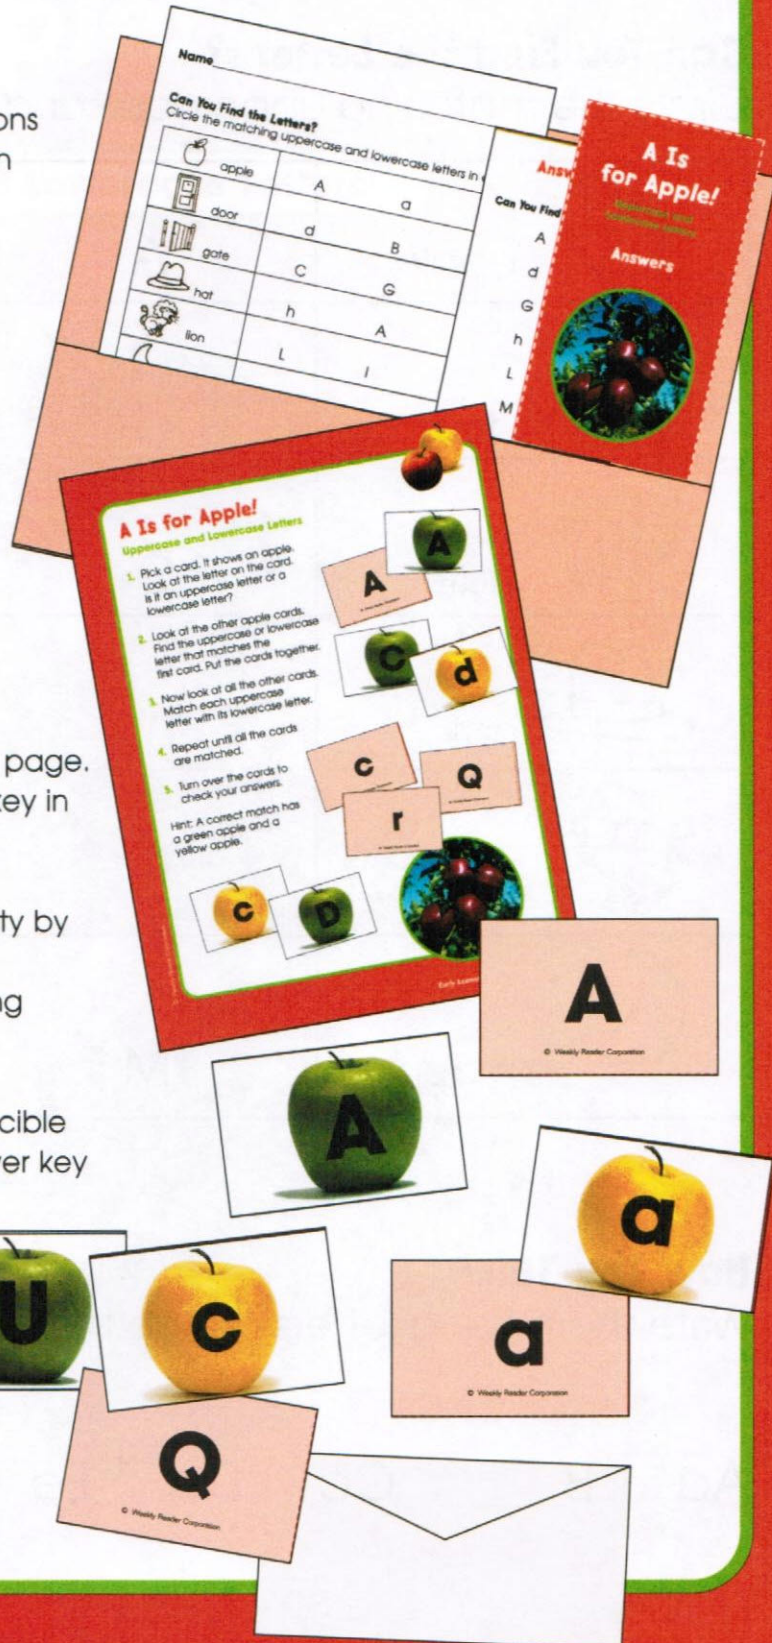 ons
n
page.
key in
ty by
ng
cible
ver key
Name
Can You Find the Letters?
Circle the matching uppercase and lowercase letters in
apple A a
door d B
gate C G
hat h A
lion L l
Answ
Can You Find
A
d
G
h
L
M
A Is
for Apple!
Uppercase and
Lowercase Letters
Answers
A Is for Apple!
Uppercase and Lowercase Letters
1. Pick a card. It shows an apple.
Look at the letter on the card.
Is it an uppercase letter or a
lowercase letter?
2. Look at the other apple cards.
Find the uppercase or lowercase
letter that matches the
first card. Put the cards together.
3. Now look at all the other cards.
Match each uppercase
letter with its lowercase letter.
4. Repeat until all the cards
are matched.
5. Turn over the cards to
check your answers.
Hint: A correct match has
a green apple and a
yellow apple.
A
A
C
d
c
Q
r
c
D
Early
A
© Weekly Reader Corporation
A
a
U
c
a
© Weekly Reader Corporation
Q
© Weekly Reader Corporation